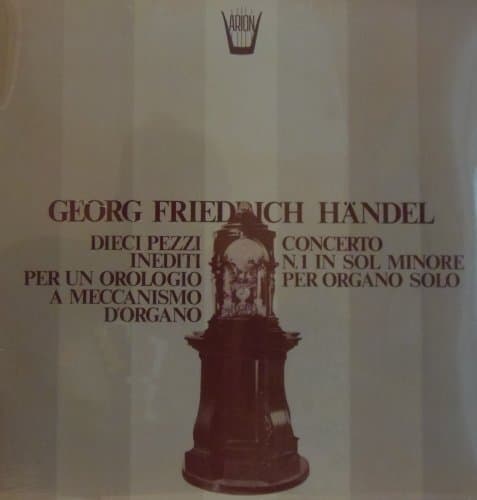 ARION
GEORG FRIEDRICH HÄNDEL
DIECI PEZZI
INEDITI
PER UN OROLOGIO
A MECCANISMO
D'ORGANO
CONCERTO
N.1 IN SOL MINORE
PER ORGANO SOLO